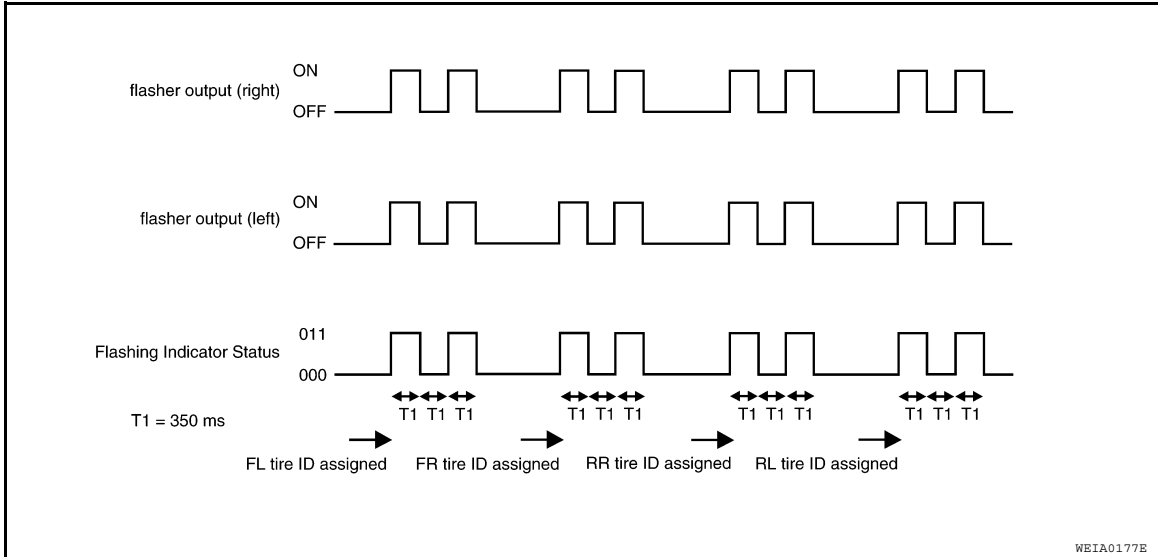 ON
flasher output (right)
OFF
ON
flasher output (left)
OFF
011
Flashing Indicator Status
000
T1 T1 T1 T1 T1 T1 T1 T1 T1 T1 T1 T1
T1 = 350 ms
FL tire ID assigned FR tire ID assigned RR tire ID assigned RL tire ID assigned
WEIA0177E